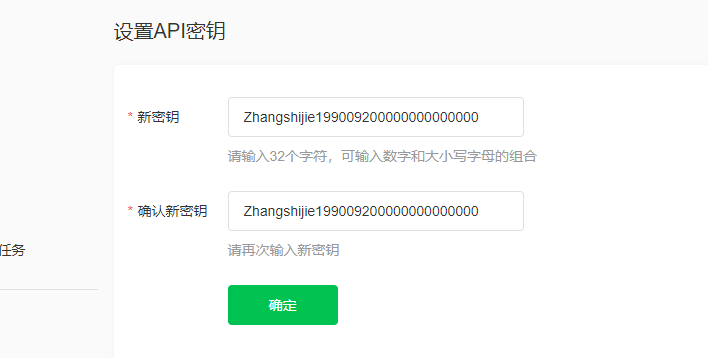 设置API密钥
* 新密钥 Zhangshijie199009200000000000000
请输入32个字符，可输入数字和大小写字母的组合
* 确认新密钥 Zhangshijie199009200000000000000
任务
请再次输入新密钥
确定